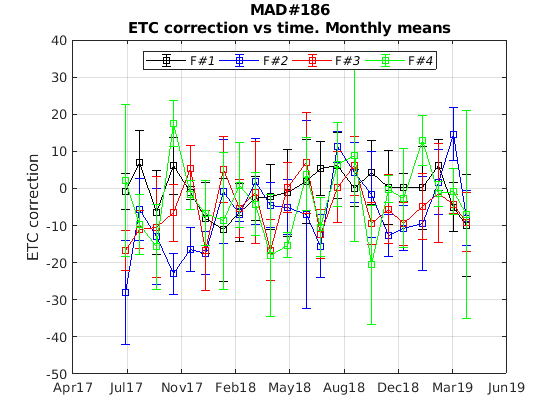 MAD#186
ETC correction vs time. Monthly means
F#1 F#2 F#3 F#4
ETC correction
40
30
20
10
0
-10
-20
-30
-40
-50
Apr17 Jul17 Nov17 Feb18 May18 Aug18 Dec18 Mar19 Jun19